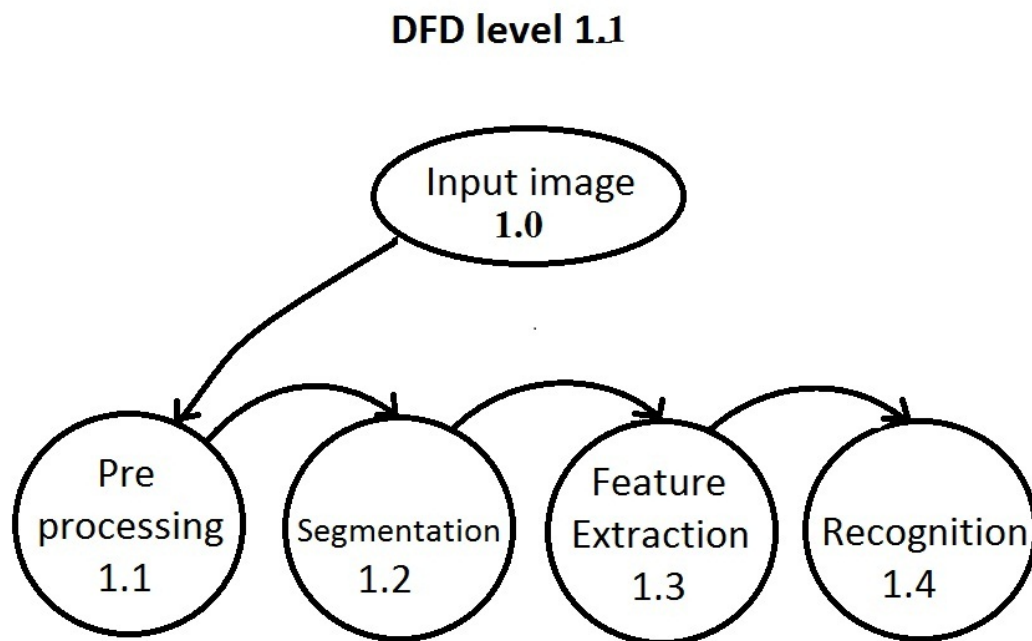 DFD level 1.1
Input image
1.0
Pre
processing
1.1
Segmentation
1.2
Feature
Extraction
1.3
Recognition
1.4